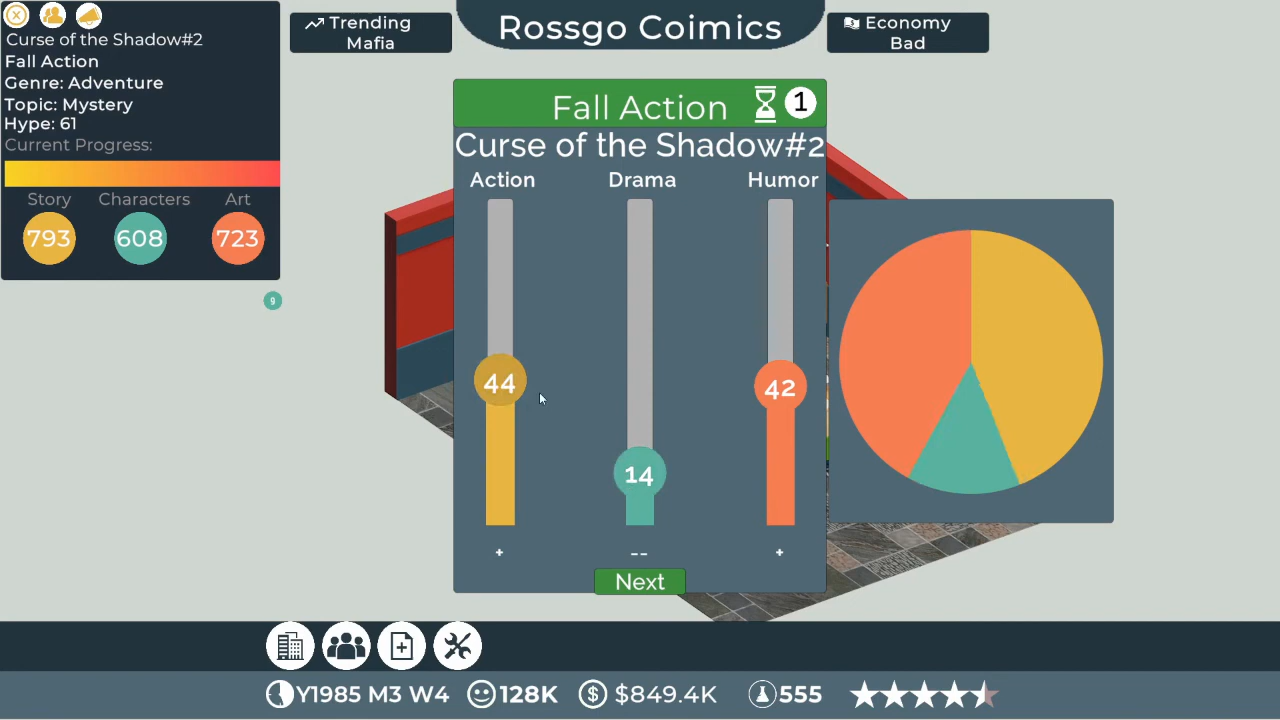 Curse of the Shadow#2
Fall Action
Genre: Adventure
Topic: Mystery
Hype: 61
Current Progress:
Story Characters Art
793 608 723
9
Trending
Mafia
Rossgo Coimics
Economy
Bad
Fall Action 1
Curse of the Shadow#2
Action Drama Humor
44 14 42
+ -- +
Next
Y1985 M3 W4 128K $ $849.4K 555